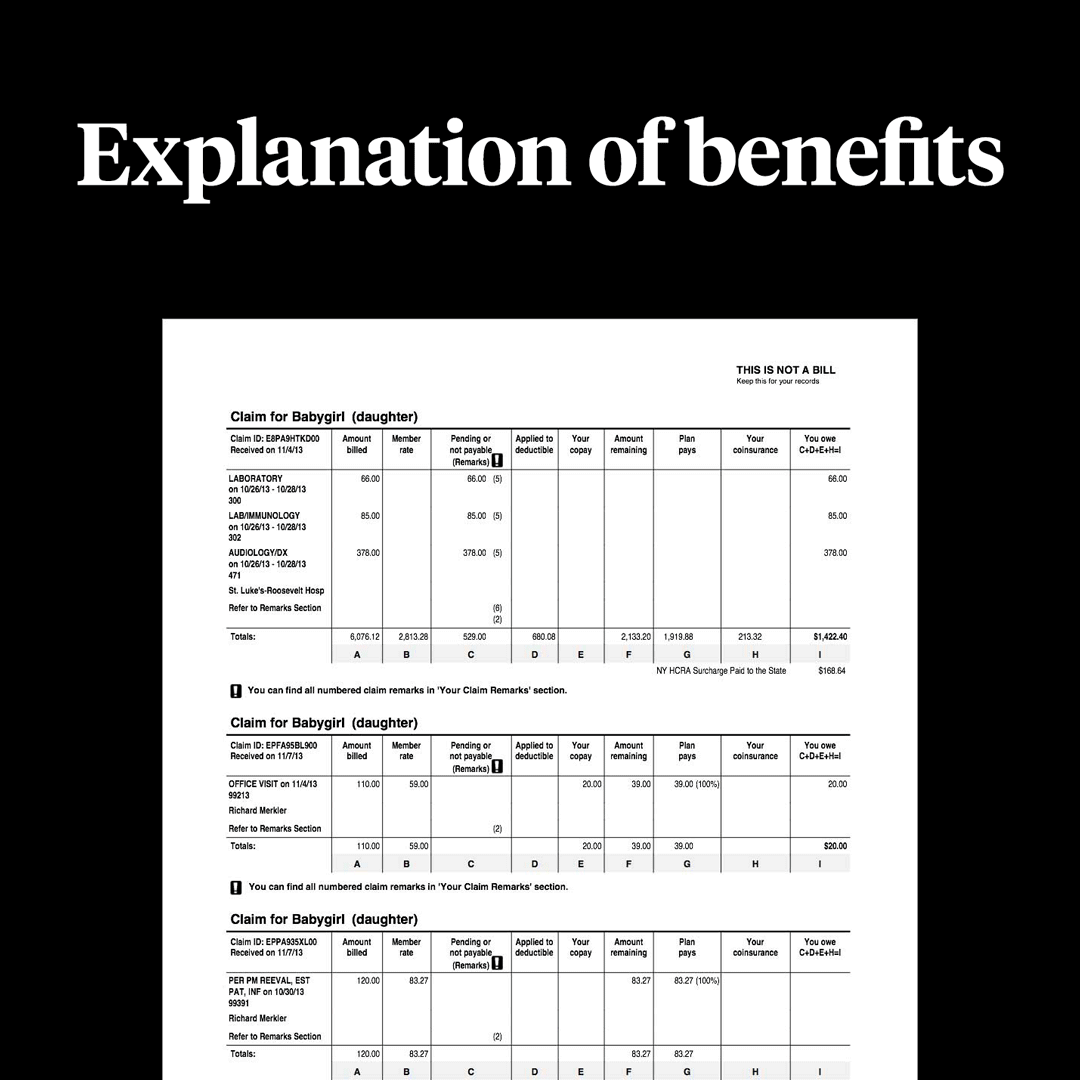 Explanation of benefits
THIS IS NOT A BILL
Keep this for your records
Claim for Babygirl (daughter)
Claim ID: E8PA9HTKD00 Amount Member Pending or Applied to Your Amount Plan Your You owe
Received on 11/4/13 billed rate not payable deductible copay remaining pays coinsurance C+D+E+H=I
(Remarks) !
LABORATORY 66.00 66.00 (5) 66.00
on 10/26/13 - 10/28/13
300
LAB/IMMUNOLOGY 85.00 85.00 (5) 85.00
on 10/26/13 - 10/28/13
302
AUDIOLOGY/DX 378.00 378.00 (5) 378.00
on 10/26/13 - 10/28/13
471
St. Luke's-Roosevelt Hosp
Refer to Remarks Section (6)
(2)
Totals: 6,076.12 2,813.28 529.00 680.08 2,133.20 1,919.88 213.32 $1,422.40
A B C D E F G H I
NY HCRA Surcharge Paid to the State $168.64
! You can find all numbered claim remarks in 'Your Claim Remarks' section.
Claim for Babygirl (daughter)
Claim ID: EPFA95BL900 Amount Member Pending or Applied to Your Amount Plan Your You owe
Received on 11/7/13 billed rate not payable deductible copay remaining pays coinsurance C+D+E+H=I
(Remarks) !
OFFICE VISIT on 11/4/13 110.00 59.00 20.00 39.00 39.00 (100%) 20.00
99213
Richard Merkler
Refer to Remarks Section (2)
Totals: 110.00 59.00 20.00 39.00 39.00 $20.00
A B C D E F G H I
! You can find all numbered claim remarks in 'Your Claim Remarks' section.
Claim for Babygirl (daughter)
Claim ID: EPPA935XL00 Amount Member Pending or Applied to Your Amount Plan Your You owe
Received on 11/7/13 billed rate not payable deductible copay remaining pays coinsurance C+D+E+H=I
(Remarks) !
PER PM REEVAL, EST 120.00 83.27 83.27 83.27 (100%)
PAT, INF on 10/30/13
99391
Richard Merkler
Refer to Remarks Section (2)
Totals: 120.00 83.27 83.27 83.27
A B C D E F G H I